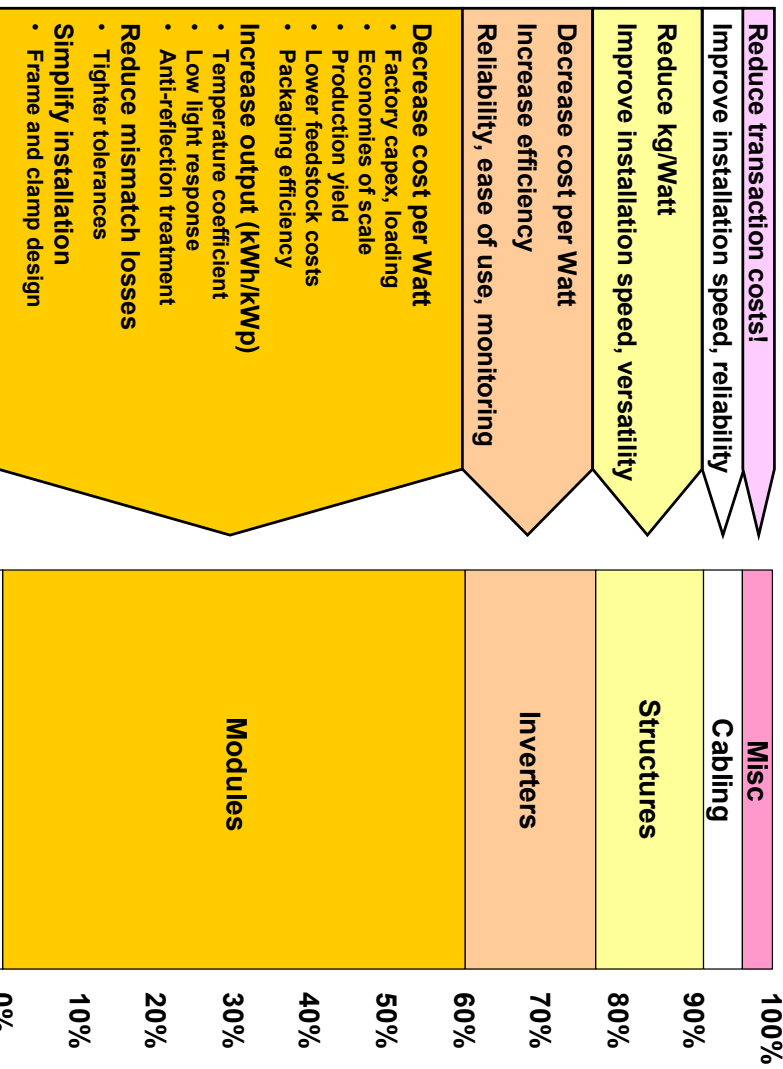 Reduce transaction costs!
Improve installation speed, reliability
Reduce kg/Watt
Improve installation speed, versatility
Decrease cost per Watt
Increase efficiency
Reliability, ease of use, monitoring
Decrease cost per Watt
• Factory capex, loading
• Economies of scale
• Production yield
• Lower feedstock costs
• Packaging efficiency
Increase output (kWh/kWp)
• Temperature coefficient
• Low light response
• Anti-reflection treatment
Reduce mismatch losses
• Tighter tolerances
Simplify installation
• Frame and clamp design
Misc
Cabling
Structures
Inverters
Modules
100%
90%
80%
70%
60%
50%
40%
30%
20%
10%
0%